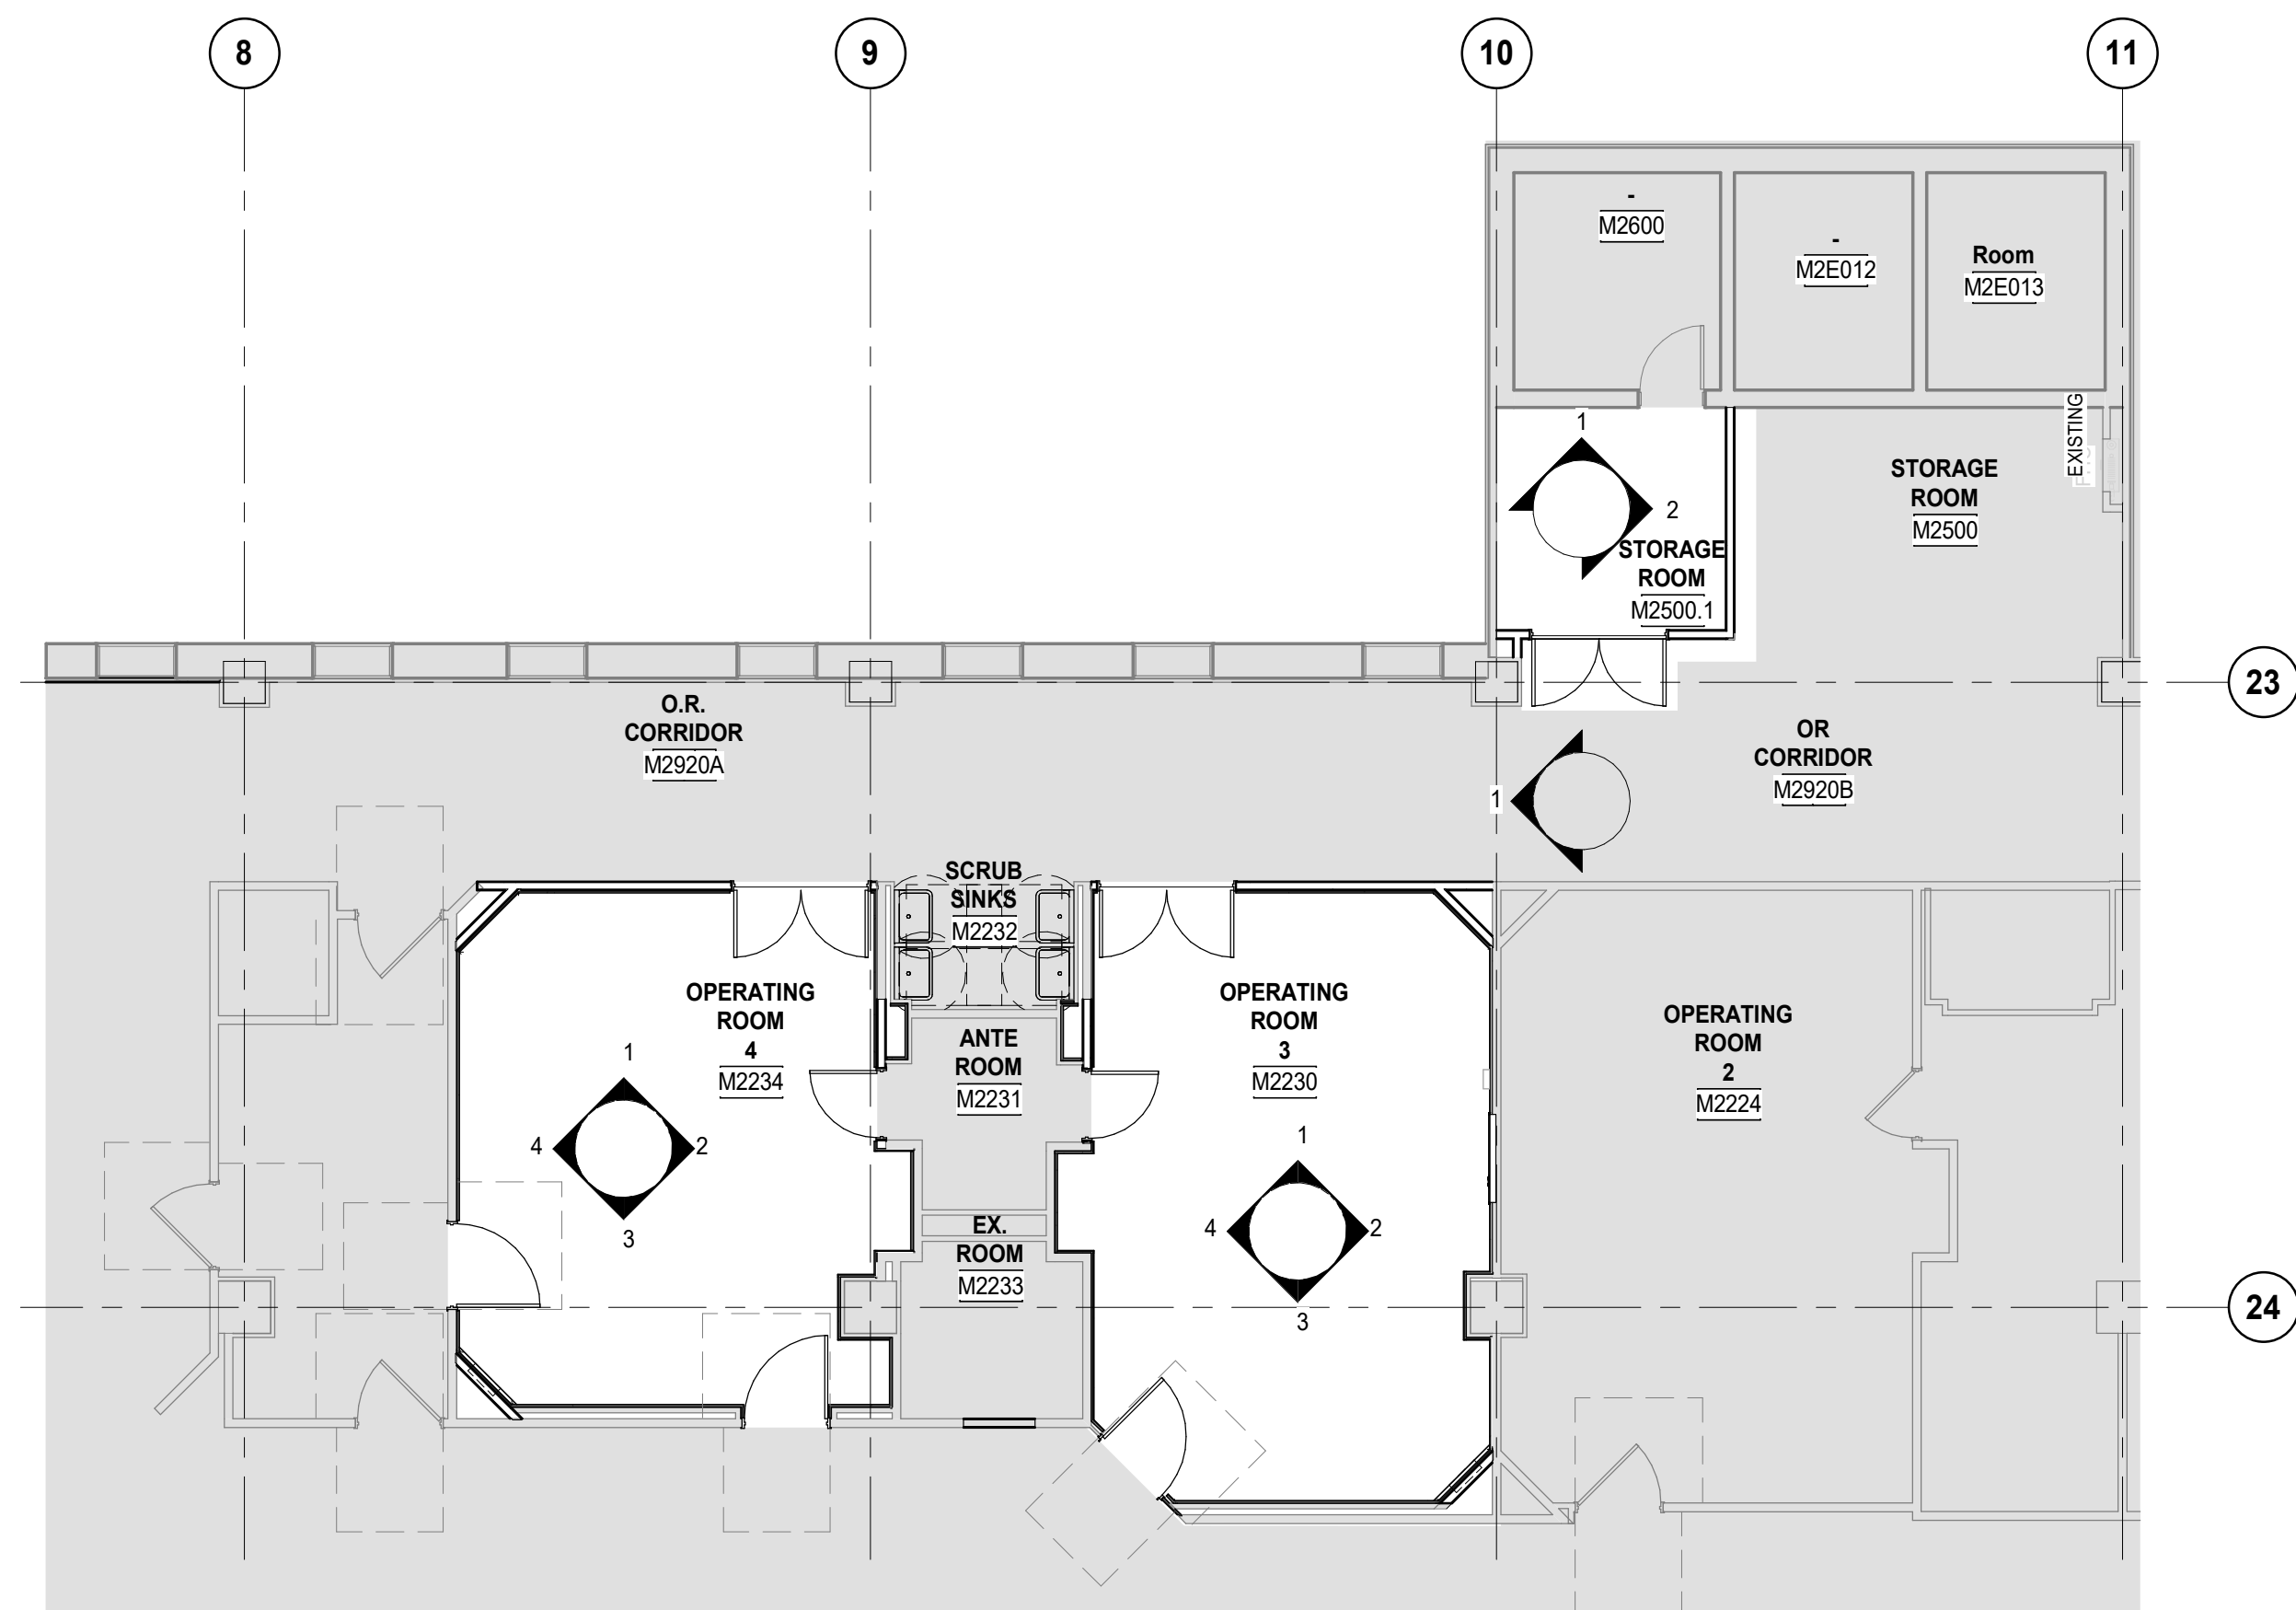 8
9
10
11
-
M2600
-
M2E012
Room
M2E013
EXISTING
1
2
STORAGE
ROOM
M2500
STORAGE
ROOM
M2500.1
23
O.R.
CORRIDOR
M2920A
OR
CORRIDOR
M2920B
1
SCRUB
SINKS
M2232
OPERATING
ROOM
4
M2234
ANTE
ROOM
M2231
OPERATING
ROOM
3
M2230
OPERATING
ROOM
2
M2224
1
4
2
3
1
4
2
3
EX.
ROOM
M2233
24